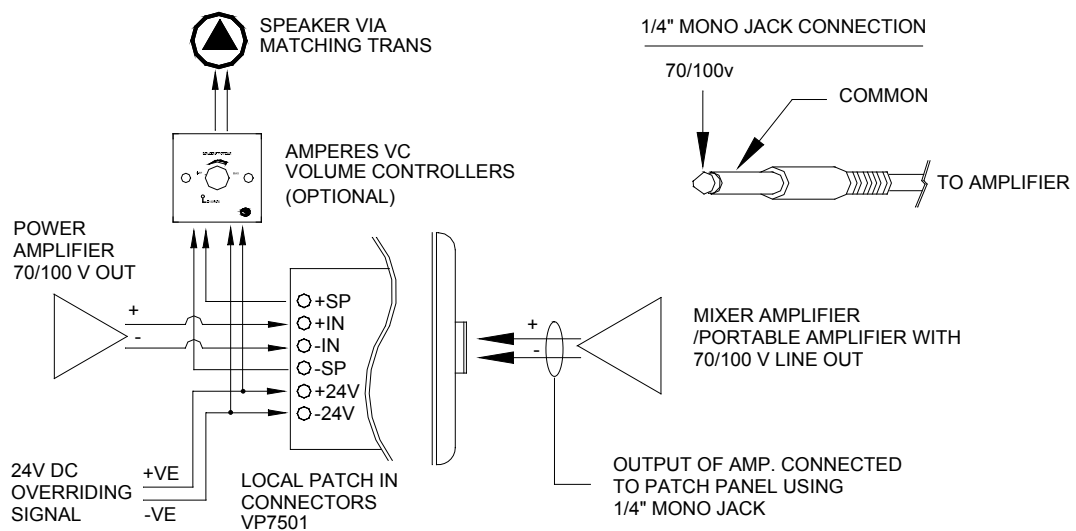 SPEAKER VIA
MATCHING TRANS
1/4" MONO JACK CONNECTION
70/100v
COMMON
TO AMPLIFIER
AMPERES VC
VOLUME CONTROLLERS
(OPTIONAL)
POWER
AMPLIFIER
70/100 V OUT
+
-
+SP
+IN
-IN
-SP
+24V
-24V
+
-
MIXER AMPLIFIER
/PORTABLE AMPLIFIER WITH
70/100 V LINE OUT
24V DC
OVERRIDING
SIGNAL
+VE
-VE
LOCAL PATCH IN
CONNECTORS
VP7501
OUTPUT OF AMP. CONNECTED
TO PATCH PANEL USING
1/4" MONO JACK